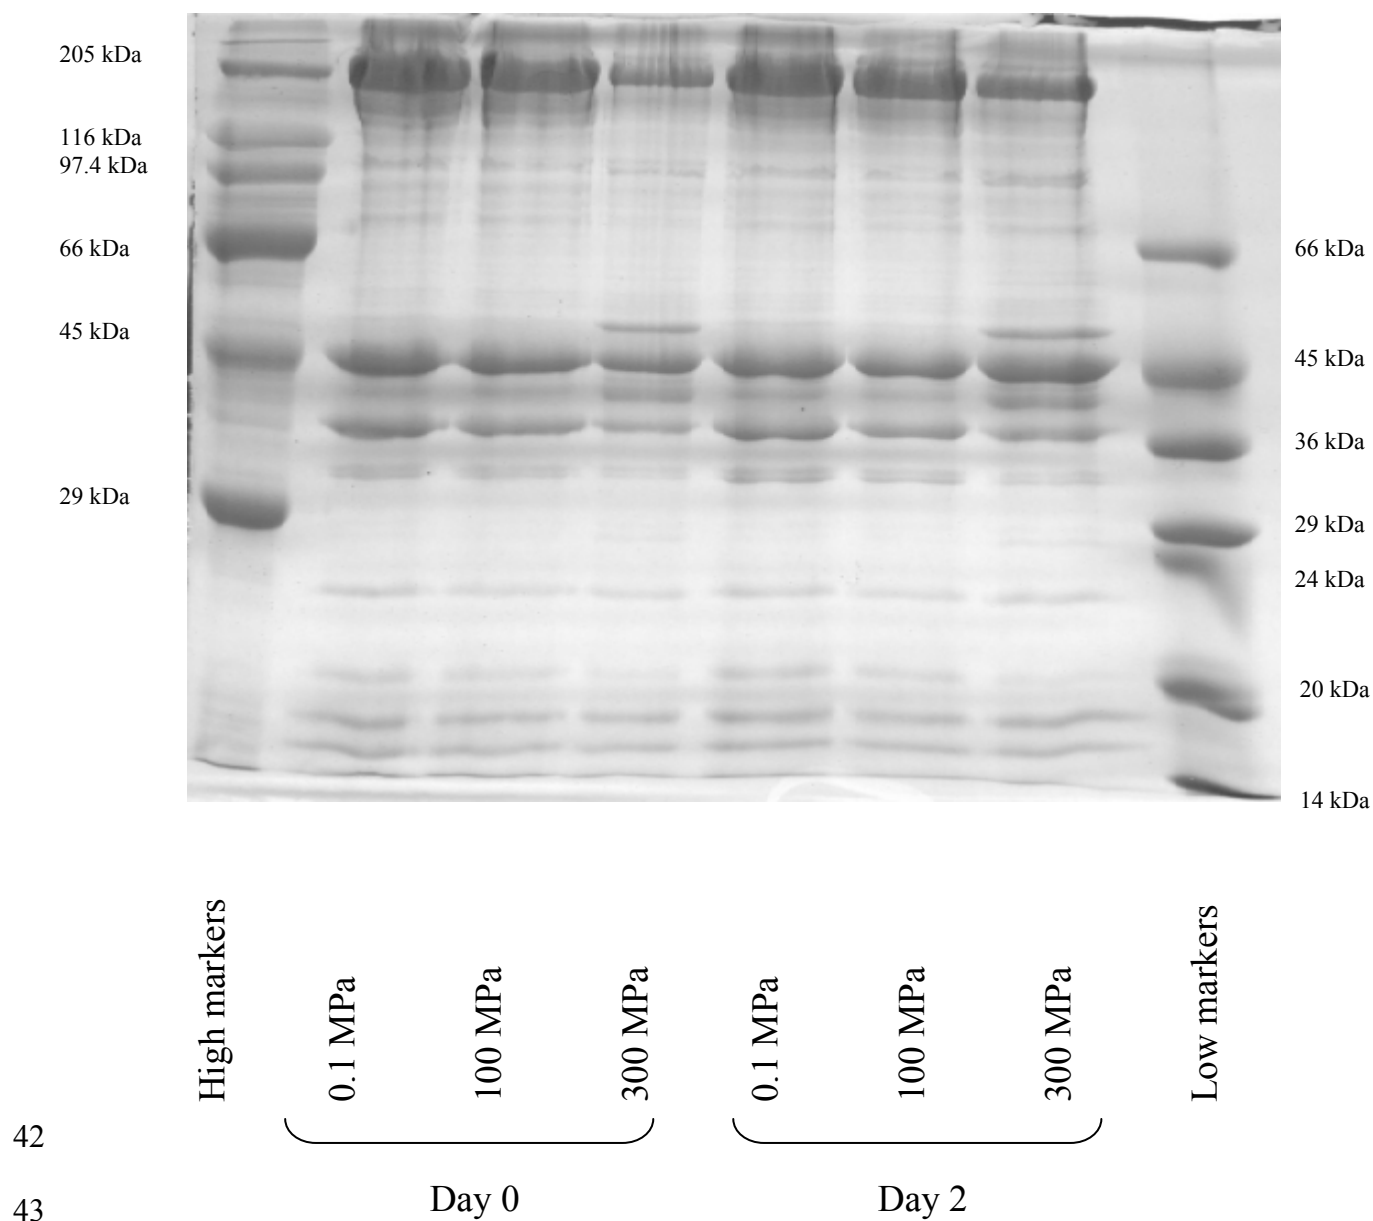 205 kDa
116 kDa
97.4 kDa
66 kDa
45 kDa
29 kDa
66 kDa
45 kDa
36 kDa
29 kDa
24 kDa
20 kDa
14 kDa
High markers
0.1 MPa
100 MPa
300 MPa
0.1 MPa
100 MPa
300 MPa
Low markers
42
Day 0
Day 2
43